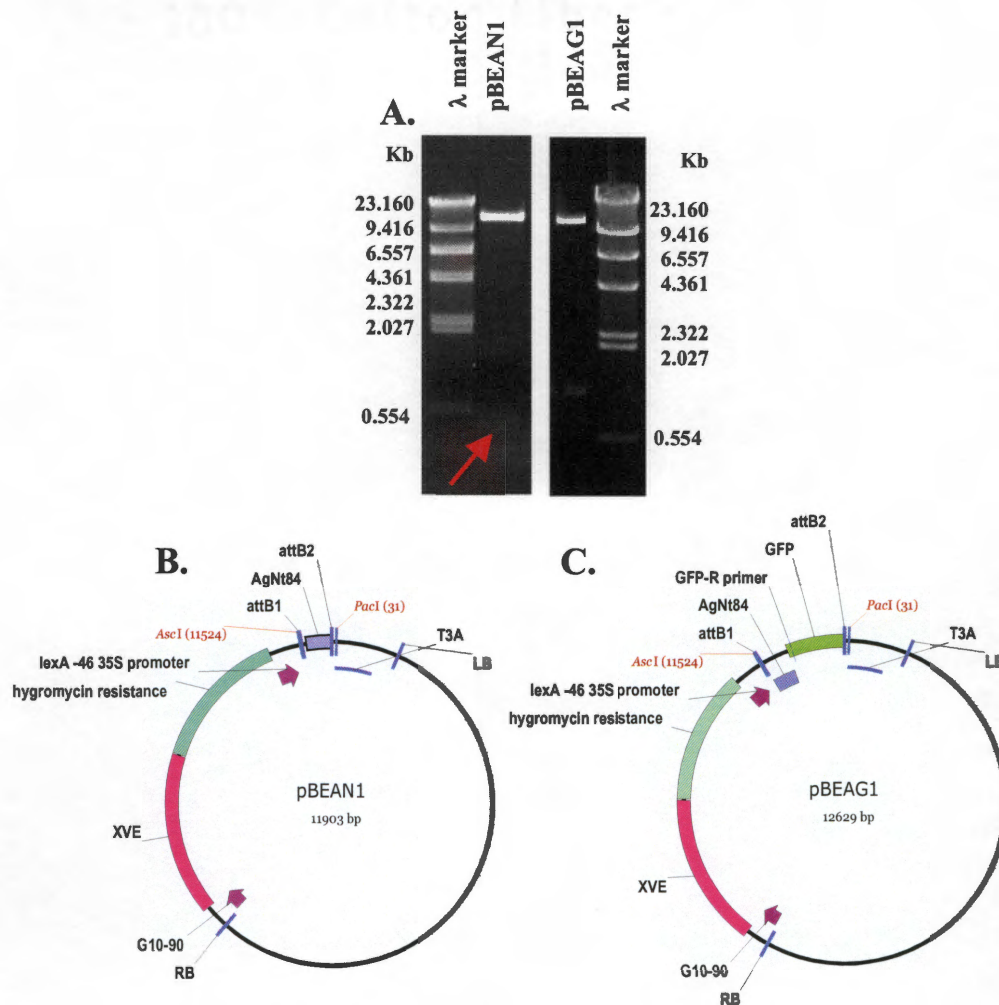 λ marker
pBEAN1
pBEAG1
λ marker
A.
Kb
23.160
9.416
6.557
4.361
2.322
2.027
0.554
Kb
23.160
9.416
6.557
4.361
2.322
2.027
0.554
B.
attB2
AgNt84
attB1
PacI (31)
AscI (11524)
T3A
LB
lexA -46 35S promoter
hygromycin resistance
pBEAN1
11903 bp
XVE
G10-90
RB
C.
attB2
GFP
GFP-R primer
AgNt84
attB1
PacI (31)
AscI (11524)
T3A
lexA -46 35S promoter
hygromycin resistance
pBEAG1
12629 bp
XVE
G10-90
RB